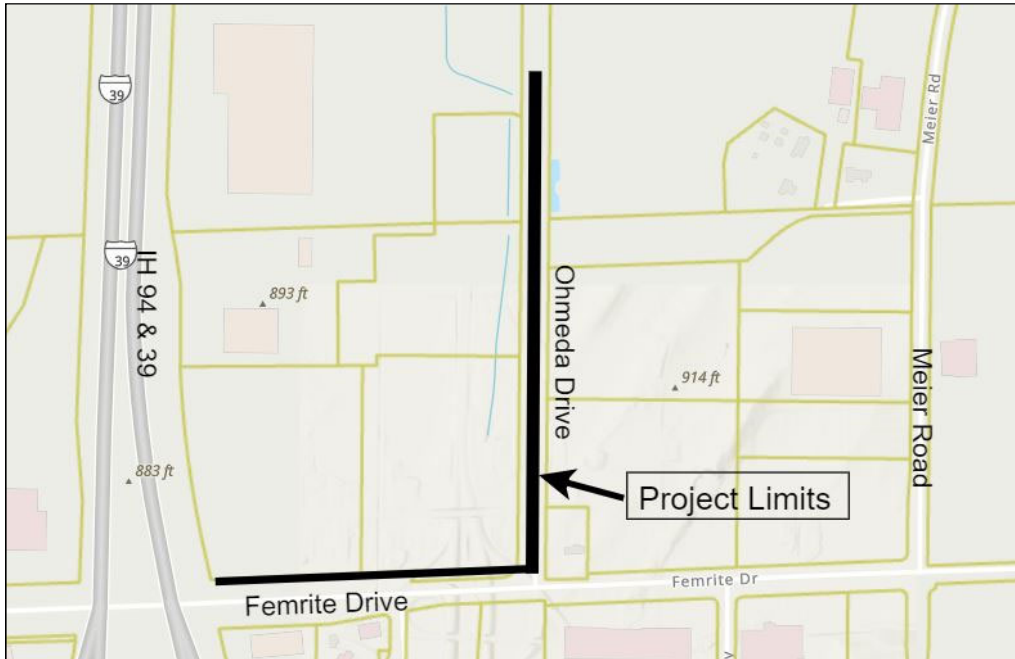 39
39
IH 94 & 39
893 ft
883 ft
Ohmeda Drive
914 ft
Meier Rd
Meier Road
Project Limits
Femrite Drive
Femrite Dr